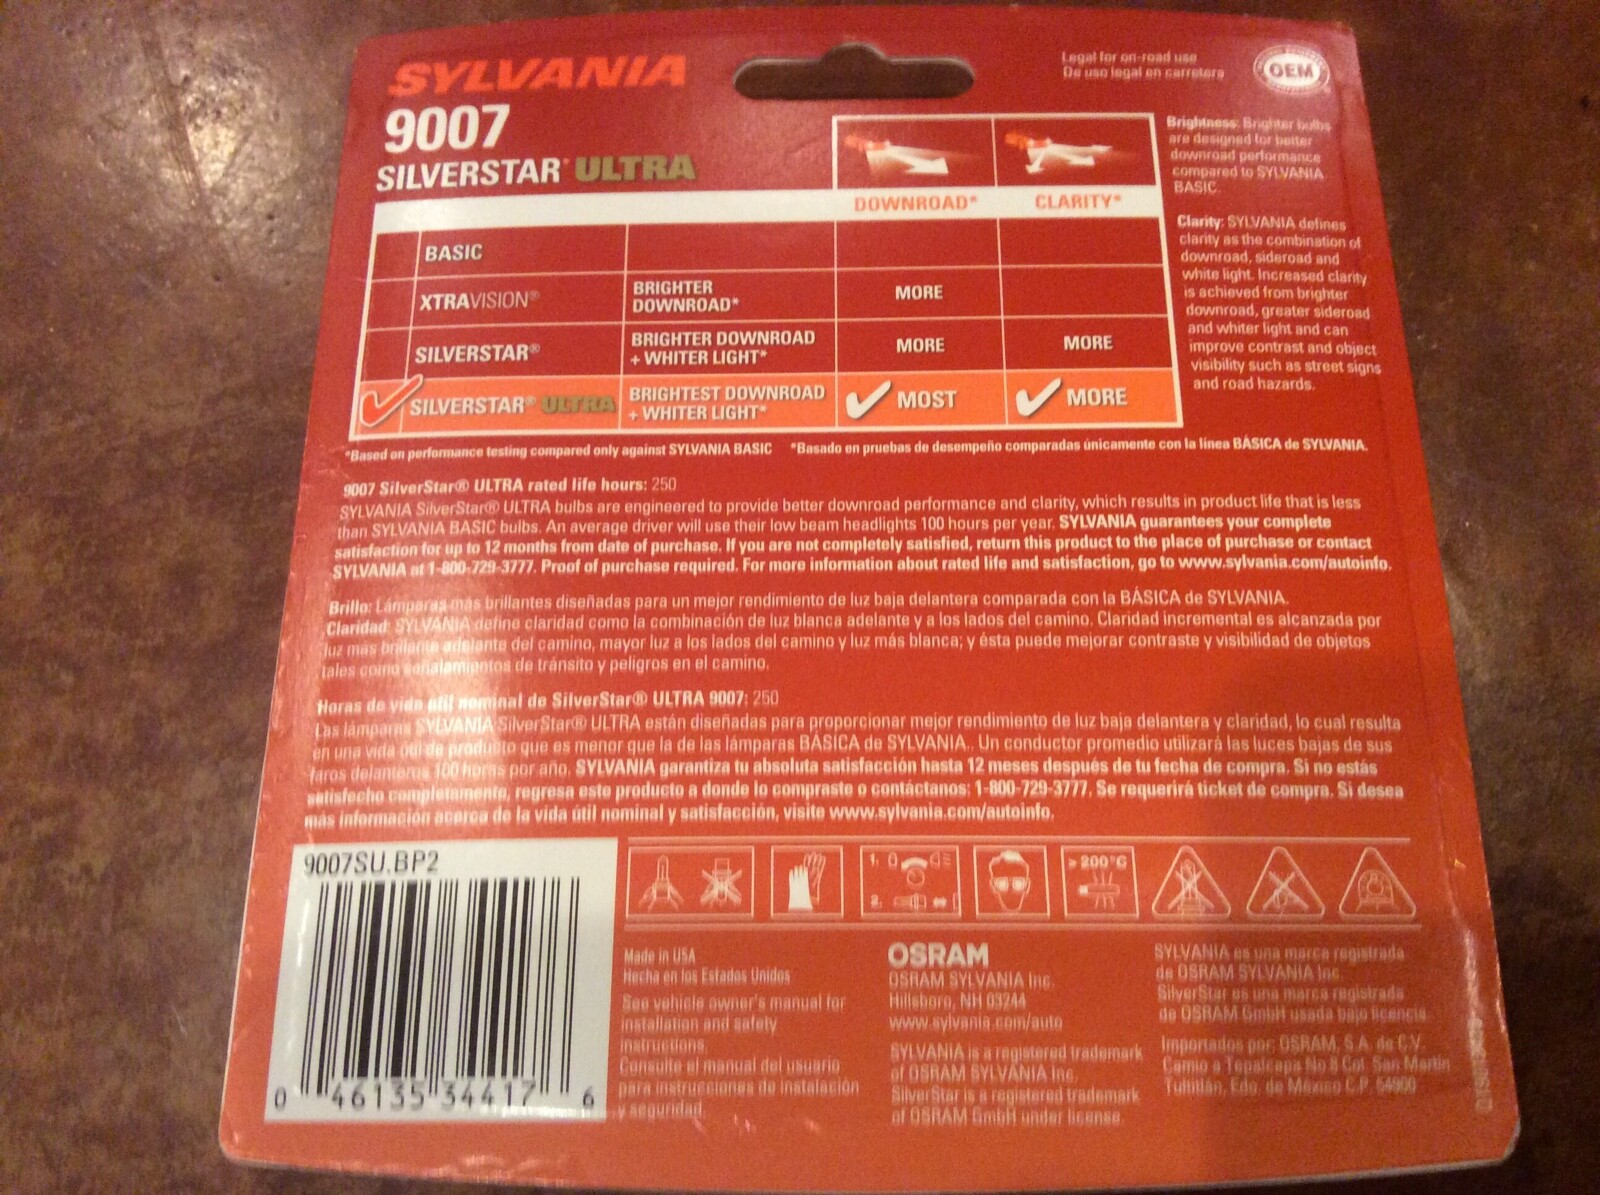 SYLVANIA
9007
SILVERSTAR® ULTRA
Legal for on-road use
De uso legal en carretera
OEM
DOWNROAD* CLARITY*
BASIC
XTRAVISION® BRIGHTER DOWNROAD* MORE
SILVERSTAR® BRIGHTER DOWNROAD + WHITER LIGHT* MORE MORE
SILVERSTAR® ULTRA BRIGHTEST DOWNROAD + WHITER LIGHT* MOST MORE
Brightness: Brighter bulbs
are designed for better
downroad performance
compared to SYLVANIA
BASIC.
Clarity: SYLVANIA defines
clarity as the combination of
downroad, sideroad and
white light. Increased clarity
is achieved from brighter
downroad, greater sideroad
and whiter light and can
improve contrast and object
visibility such as street signs
and road hazards.
*Based on performance testing compared only against SYLVANIA BASIC *Basado en pruebas de desempeño comparadas únicamente con la línea BÁSICA de SYLVANIA.
9007 SilverStar® ULTRA rated life hours: 250
SYLVANIA SilverStar® ULTRA bulbs are engineered to provide better downroad performance and clarity, which results in product life that is less
than SYLVANIA BASIC bulbs. An average driver will use their low beam headlights 100 hours per year. SYLVANIA guarantees your complete
satisfaction for up to 12 months from date of purchase. If you are not completely satisfied, return this product to the place of purchase or contact
SYLVANIA at 1-800-729-3777. Proof of purchase required. For more information about rated life and satisfaction, go to www.sylvania.com/autoinfo.
Brillo: Lámparas más brillantes diseñadas para un mejor rendimiento de luz baja delantera comparada con la BÁSICA de SYLVANIA.
Claridad: SYLVANIA define claridad como la combinación de luz blanca adelante y a los lados del camino. Claridad incremental es alcanzada por
luz más brillante adelante del camino, mayor luz a los lados del camino y luz más blanca; y ésta puede mejorar contraste y visibilidad de objetos
tales como señalamientos de tránsito y peligros en el camino.
Horas de vida útil nominal de SilverStar® ULTRA 9007: 250
Las lámparas SYLVANIA SilverStar® ULTRA están diseñadas para proporcionar mejor rendimiento de luz baja delantera y claridad, lo cual resulta
en una vida útil de producto que es menor que la de las lámparas BÁSICA de SYLVANIA.. Un conductor promedio utilizará las luces bajas de sus
faros delanteros 100 horas por año. SYLVANIA garantiza tu absoluta satisfacción hasta 12 meses después de tu fecha de compra. Si no estás
satisfecho completamente, regresa este producto a donde lo compraste o contáctanos: 1-800-729-3777. Se requerirá ticket de compra. Si desea
más información acerca de la vida útil nominal y satisfacción, visite www.sylvania.com/autoinfo.
9007SU.BP2
0 46135 34417 6
1.
2.
>200°C
Made in USA
Hecho en los Estados Unidos
See vehicle owner's manual for
installation and safety
instructions.
Consulte el manual del usuario
para instrucciones de instalación
y seguridad.
OSRAM
OSRAM SYLVANIA Inc.
Hillsboro, NH 03244
www.sylvania.com/auto
SYLVANIA is a registered trademark
of OSRAM SYLVANIA Inc.
SilverStar is a registered trademark
of OSRAM GmbH under license.
SYLVANIA es una marca registrada
de OSRAM SYLVANIA Inc.
SilverStar es una marca registrada
de OSRAM GmbH usada bajo licencia.
Importados por: OSRAM, S.A. de C.V.
Camio a Tepalcapa No.8 Col. San Martín
Tultitlán, Edo. de México C.P. 54900